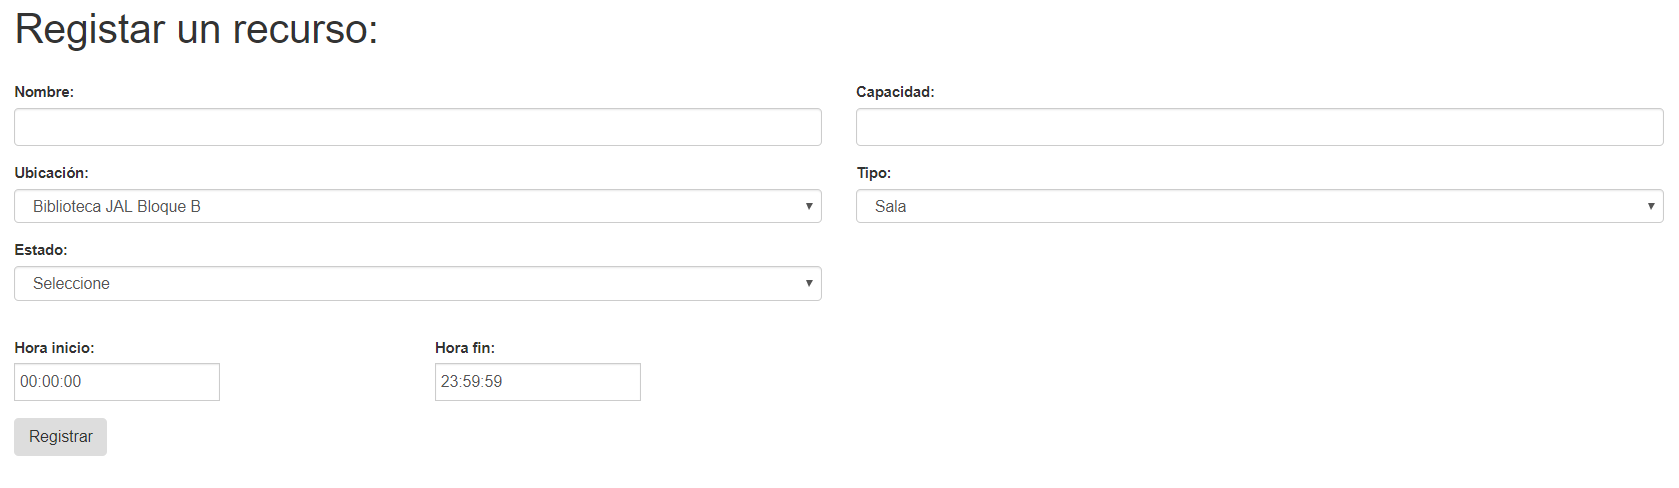 Registar un recurso:
Nombre:
Capacidad:
Ubicación:
Tipo:
Biblioteca JAL Bloque B
Sala
Estado:
Seleccione
Hora inicio:
Hora fin:
00:00:00
23:59:59
Registrar